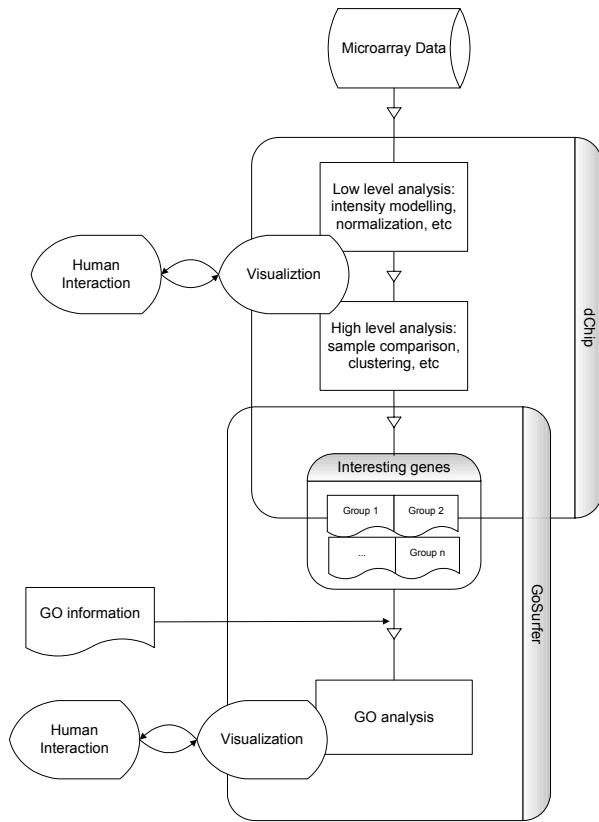 Microarray Data
Low level analysis:
intensity modelling,
normalization, etc
Human
Interaction
Visualiztion
High level analysis:
sample comparison,
clustering, etc
dChip
Interesting genes
Group 1
Group 2
...
Group n
GO information
GoSurfer
GO analysis
Human
Interaction
Visualization